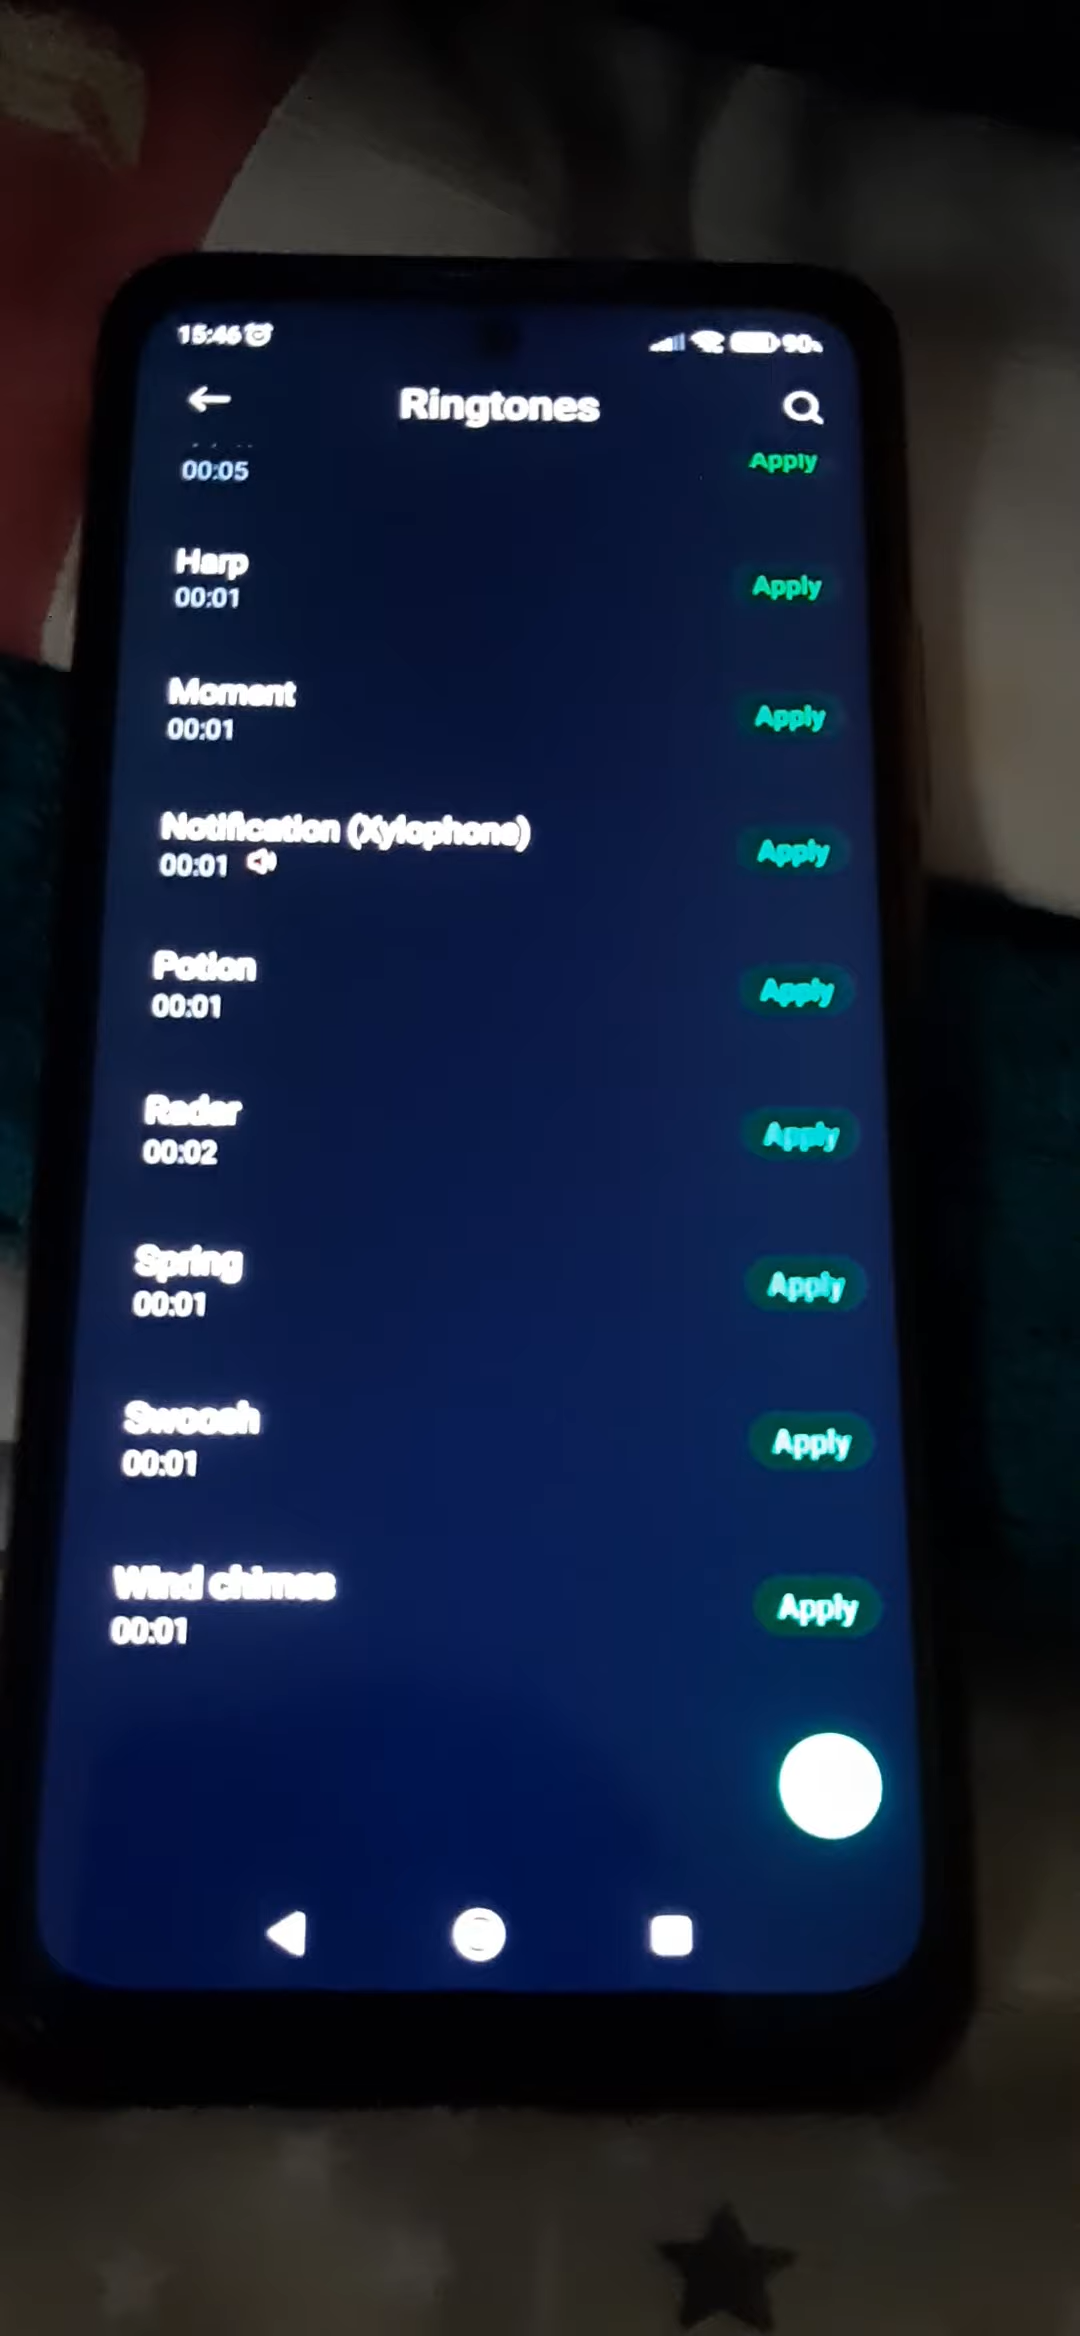 15:46 90%
Ringtones
00:05 Apply
Harp
00:01 Apply
Moment
00:01 Apply
Notification (Xylophone)
00:01 Apply
Potion
00:01 Apply
Radar
00:02 Apply
Spring
00:01 Apply
Swoosh
00:01 Apply
Wind chimes
00:01 Apply